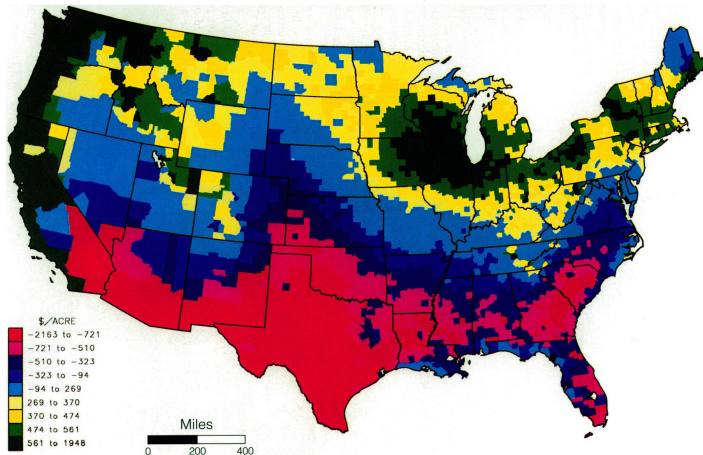 $/ACRE
-2163 to -721
-721 to -510
-510 to -323
-323 to -94
-94 to 269
269 to 370
370 to 474
474 to 561
561 to 1948
Miles
0 200 400